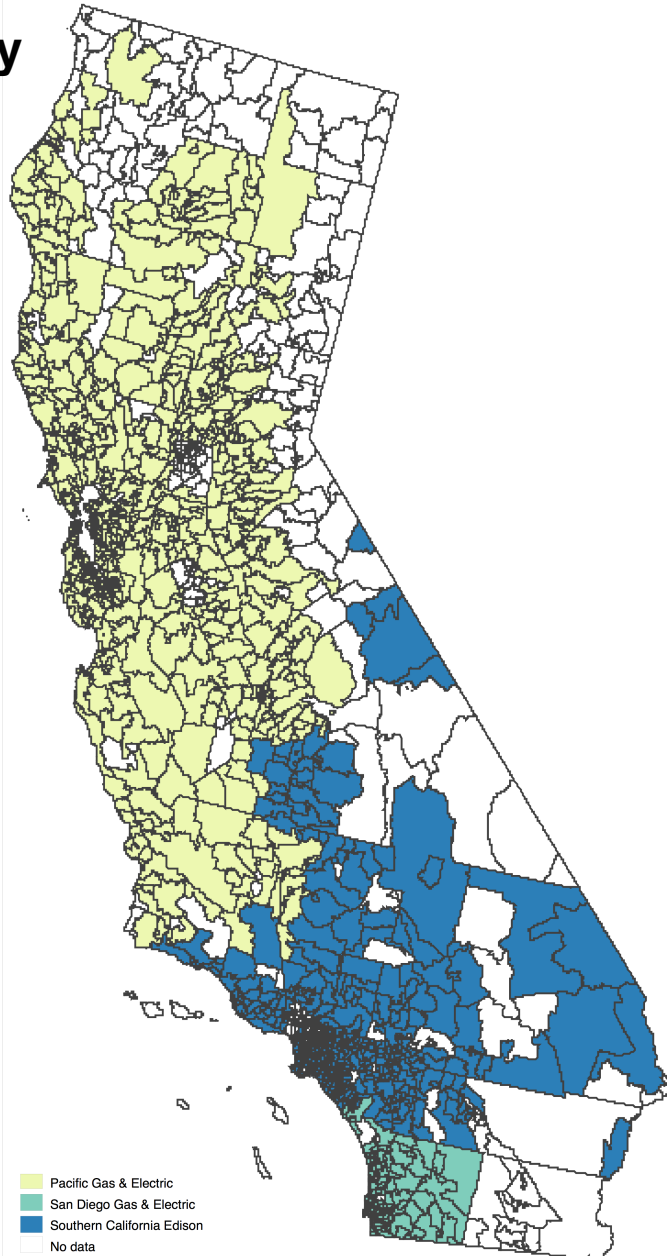 y
Pacific Gas & Electric
San Diego Gas & Electric
Southern California Edison
No data